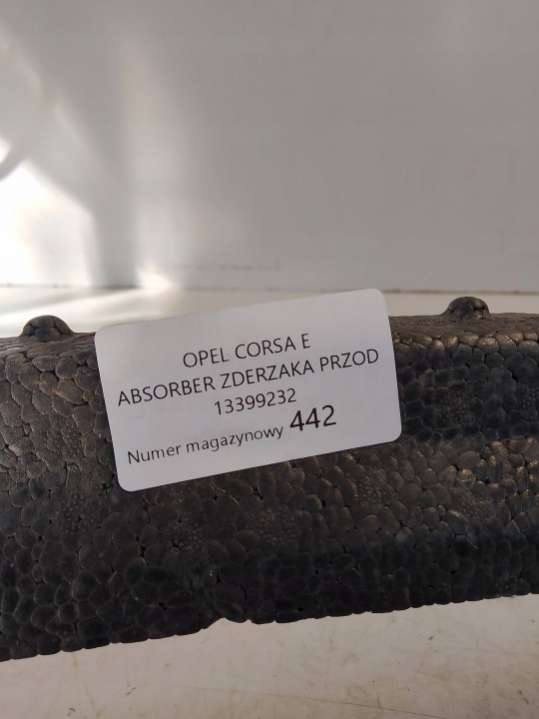 OPEL CORSA E
ABSORBER ZDERZAKA PRZOD
13399232
Numer magazynowy 442